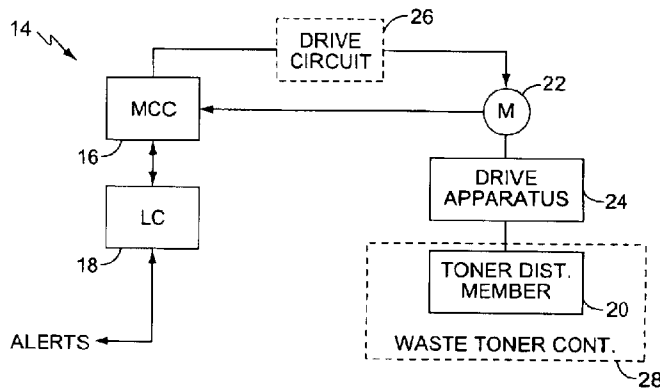 14
26
DRIVE
CIRCUIT
22
MCC
M
16
DRIVE
APPARATUS
24
LC
18
TONER DIST.
MEMBER
20
ALERTS
WASTE TONER CONT.
28